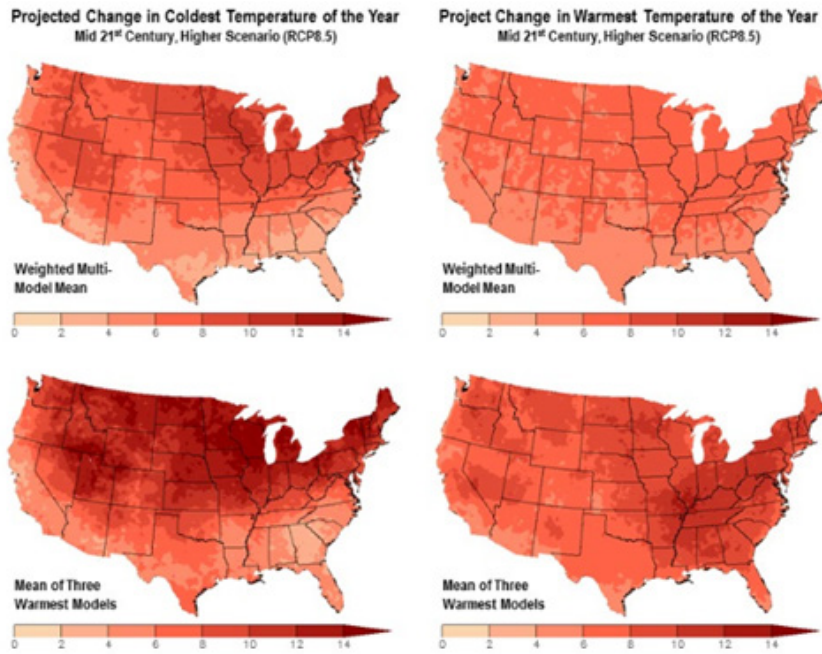 Projected Change in Coldest Temperature of the Year
Mid 21st Century, Higher Scenario (RCP8.5)
Project Change in Warmest Temperature of the Year
Mid 21st Century, Higher Scenario (RCP8.5)
Weighted Multi-
Model Mean
0 2 4 6 8 10 12 14
Weighted Multi-
Model Mean
0 2 4 6 8 10 12 14
Mean of Three
Warmest Models
0 2 4 6 8 10 12 14
Mean of Three
Warmest Models
0 2 4 6 8 10 12 14